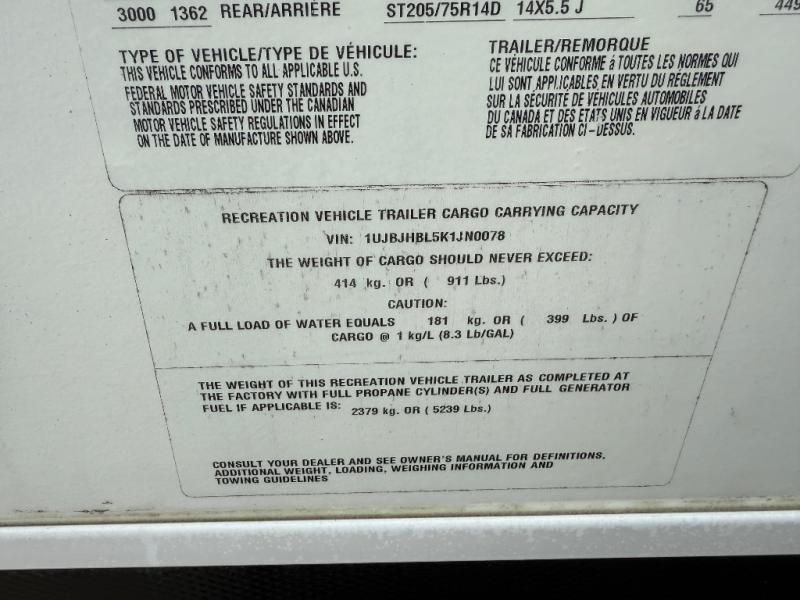 3000 1362 REAR/ARRIÈRE ST205/75R14D 14X5.5 J 65 449
TYPE OF VEHICLE/TYPE DE VÉHICULE:
THIS VEHICLE CONFORMS TO ALL APPLICABLE U.S.
FEDERAL MOTOR VEHICLE SAFETY STANDARDS AND
STANDARDS PRESCRIBED UNDER THE CANADIAN
MOTOR VEHICLE SAFETY REGULATIONS IN EFFECT
ON THE DATE OF MANUFACTURE SHOWN ABOVE.
TRAILER/REMORQUE
CE VÉHICULE CONFORME à TOUTES LES NORMES QUI
LUI SONT APPLICABLES EN VERTU DU RÈGLEMENT
SUR LA SÉCURITÉ DE VÉHICULES AUTOMOBILES
DU CANADA ET DES ÉTATS UNIS EN VIGUEUR à LA DATE
DE SA FABRICATION CI-DESSUS.
RECREATION VEHICLE TRAILER CARGO CARRYING CAPACITY
VIN: 1UJBJHBL5K1JN0078
THE WEIGHT OF CARGO SHOULD NEVER EXCEED:
414 kg. OR ( 911 Lbs.)
CAUTION:
A FULL LOAD OF WATER EQUALS 181 kg. OR ( 399 Lbs. ) OF
CARGO @ 1 kg/L (8.3 Lb/GAL)
THE WEIGHT OF THIS RECREATION VEHICLE TRAILER AS COMPLETED AT
THE FACTORY WITH FULL PROPANE CYLINDER(S) AND FULL GENERATOR
FUEL IF APPLICABLE IS: 2379 kg. OR ( 5239 Lbs.)
CONSULT YOUR DEALER AND SEE OWNER'S MANUAL FOR DEFINITIONS,
ADDITIONAL WEIGHT, LOADING, WEIGHING INFORMATION AND
TOWING GUIDELINES